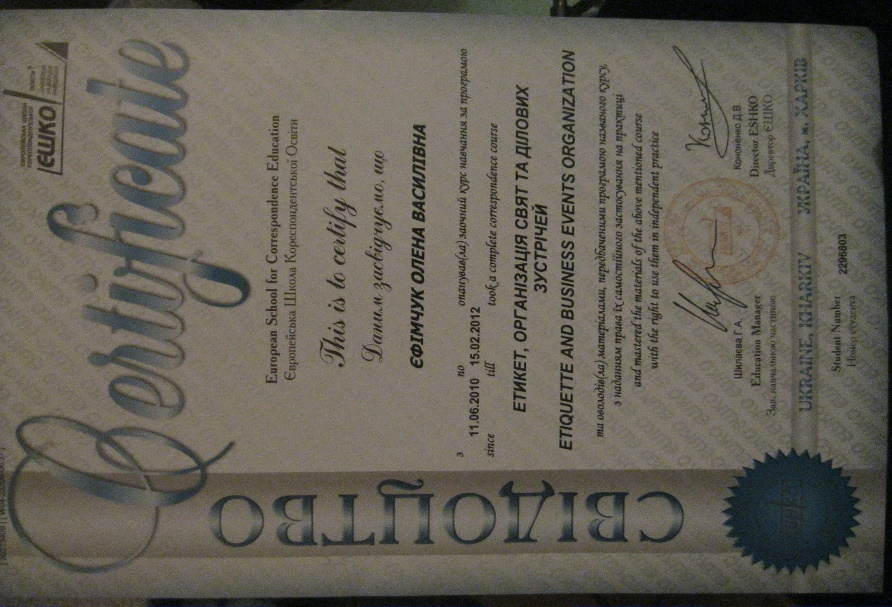 ЄШКО
Certificate
СВІДОЦТВО
European School for Correspondence Education
Європейська Школа Кореспондентської Освіти
This is to certify that
Даним засвідчуємо, що
ЄФІМЧУК ОЛЕНА ВАСИЛІВНА
з 11.06.2010 по 15.02.2012 опанував(ла) заочний курс навчання за програмою
since till took a complete correspondence course
ЕТИКЕТ, ОРГАНІЗАЦІЯ СВЯТ ТА ДІЛОВИХ
ЗУСТРІЧЕЙ
ETIQUETTE AND BUSINESS EVENTS ORGANIZATION
та оволодів(ла) матеріалами, передбаченими програмою названого курсу,
з наданням права їх самостійного застосування на практиці
and mastered the materials of the above mentioned course
with the right to use them in independent practice
Шилаєва Г.А.
Education Manager
Зав. навчальною частиною
Кононенко Д.В.
Director ESHKO
Директор ЄШКО
UKRAINE, KHARKIV УКРАЇНА, м. ХАРКІВ
Student Number 2296803
Номер студента